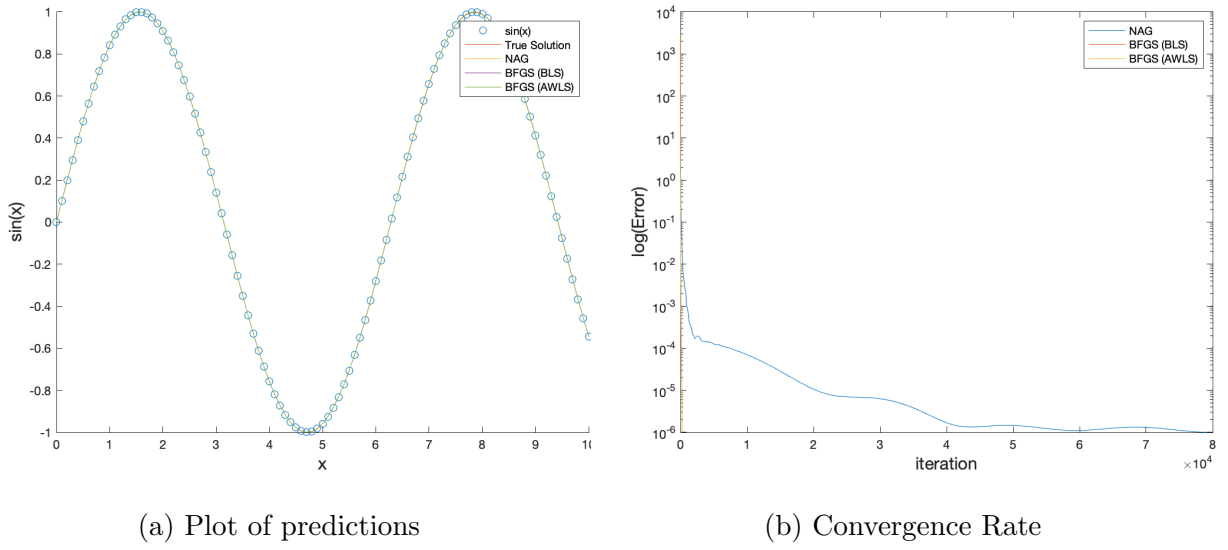 1
0.8
0.6
0.4
0.2
0
-0.2
-0.4
-0.6
-0.8
-1
0 1 2 3 4 5 6 7 8 9 10
sin(x)
x
sin(x)
True Solution
NAG
BFGS (BLS)
BFGS (AWLS)
(a) Plot of predictions
10^4
10^3
10^2
10^1
10^0
10^-1
10^-2
10^-3
10^-4
10^-5
10^-6
0 1 2 3 4 5 6 7 8
×10^4
log(Error)
iteration
NAG
BFGS (BLS)
BFGS (AWLS)
(b) Convergence Rate